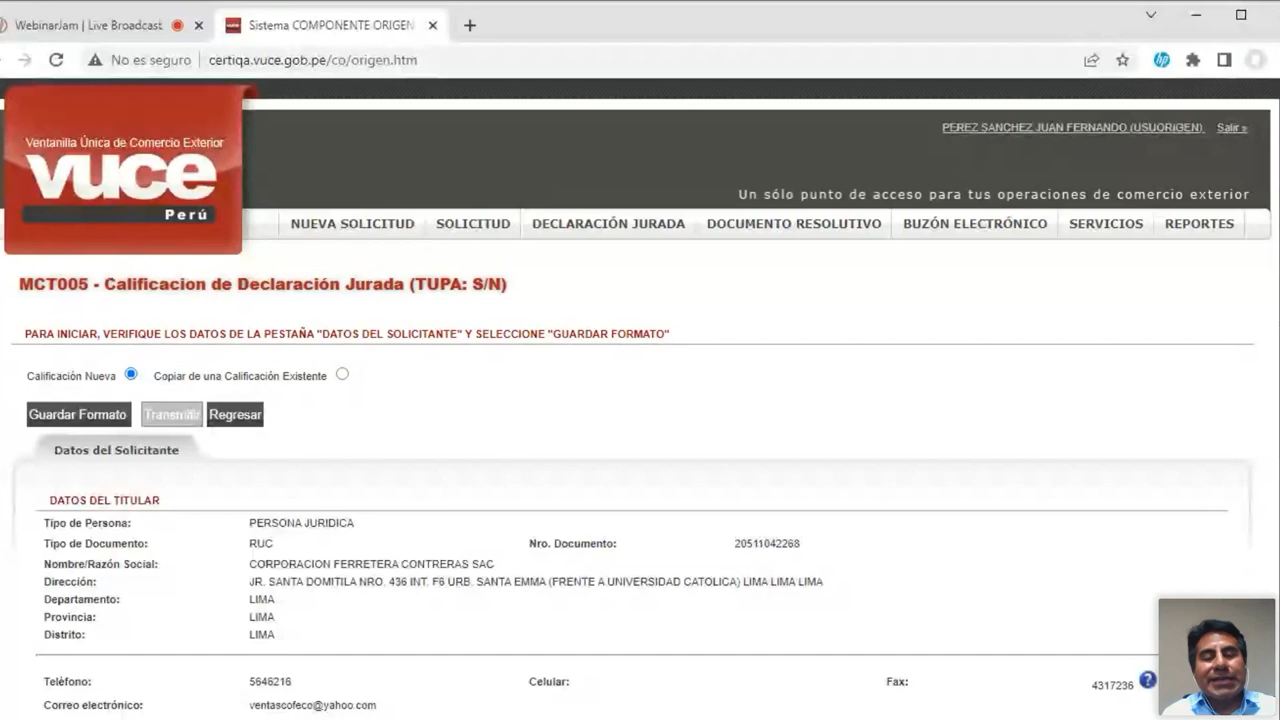 WebinarJam | Live Broadcast
Sistema COMPONENTE ORIGEN
No es seguro
certiqa.vuce.gob.pe/co/origen.htm
PEREZ SANCHEZ JUAN FERNANDO (USUORIGEN)
Salir »
Ventanilla Única de Comercio Exterior
vuce
Perú
Un sólo punto de acceso para tus operaciones de comercio exterior
NUEVA SOLICITUD SOLICITUD DECLARACIÓN JURADA DOCUMENTO RESOLUTIVO BUZÓN ELECTRÓNICO SERVICIOS REPORTES
MCT005 - Calificacion de Declaración Jurada (TUPA: S/N)
PARA INICIAR, VERIFIQUE LOS DATOS DE LA PESTAÑA "DATOS DEL SOLICITANTE" Y SELECCIONE "GUARDAR FORMATO"
Calificación Nueva Copiar de una Calificación Existente
Guardar Formato Transmitir Regresar
Datos del Solicitante
DATOS DEL TITULAR
Tipo de Persona: PERSONA JURIDICA
Tipo de Documento: RUC Nro. Documento: 20511042268
Nombre/Razón Social: CORPORACION FERRETERA CONTRERAS SAC
Dirección: JR. SANTA DOMITILA NRO. 436 INT. F6 URB. SANTA EMMA (FRENTE A UNIVERSIDAD CATOLICA) LIMA LIMA LIMA
Departamento: LIMA
Provincia: LIMA
Distrito: LIMA
Teléfono: 5646216 Celular: Fax: 4317236
Correo electrónico: ventascofeco@yahoo.com